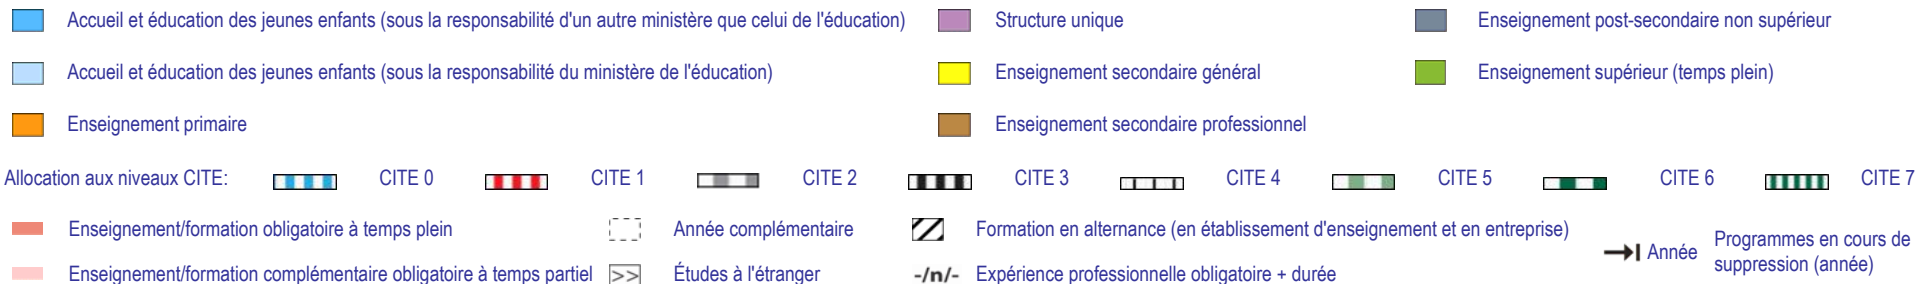 Accueil et éducation des jeunes enfants (sous la responsabilité d'un autre ministère que celui de l'éducation) Structure unique Enseignement post-secondaire non supérieur
Accueil et éducation des jeunes enfants (sous la responsabilité du ministère de l'éducation) Enseignement secondaire général Enseignement supérieur (temps plein)
Enseignement primaire Enseignement secondaire professionnel
Allocation aux niveaux CITE: CITE 0 CITE 1 CITE 2 CITE 3 CITE 4 CITE 5 CITE 6 CITE 7
Enseignement/formation obligatoire à temps plein Année complémentaire Formation en alternance (en établissement d'enseignement et en entreprise)
Enseignement/formation complémentaire obligatoire à temps partiel >> Études à l'étranger -/n/- Expérience professionnelle obligatoire + durée
Année Programmes en cours de
suppression (année)